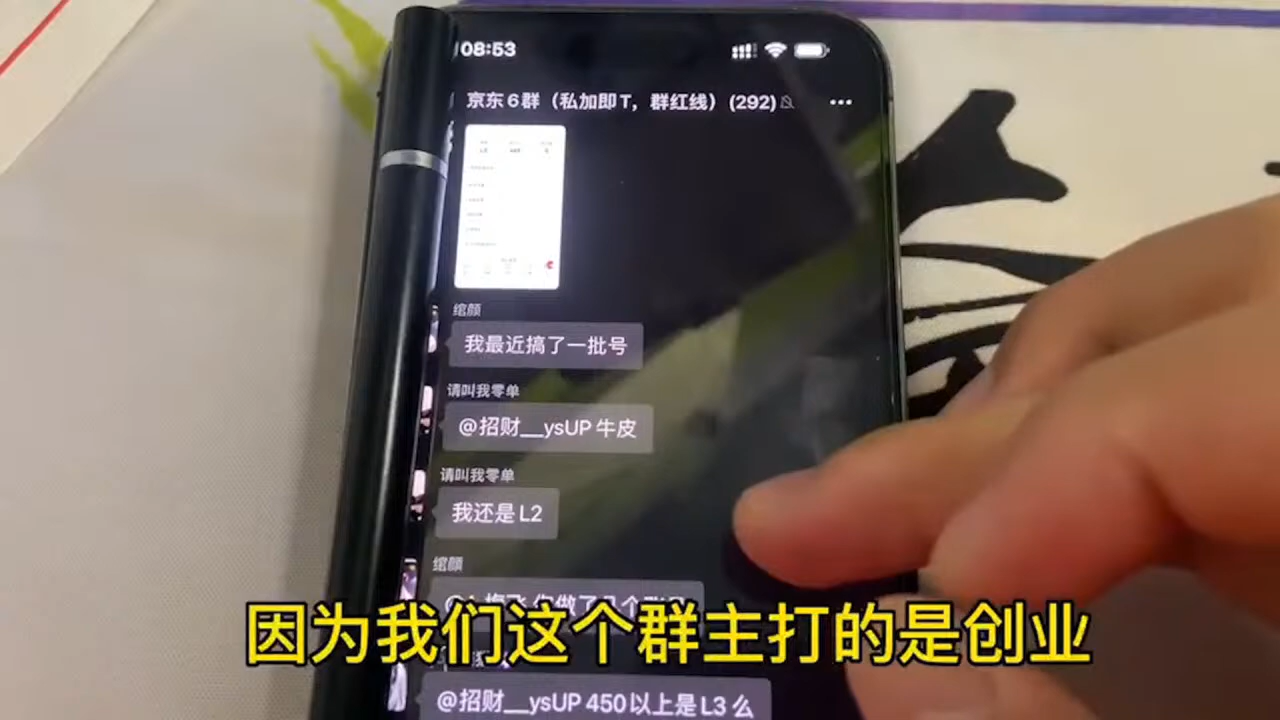 08:53
京东6群（私加即T，群红线）(292)
绾颜
我最近搞了一批号
请叫我零单
@招财__ysUP 牛皮
请叫我零单
我还是L2
绾颜
因为我们这个群主打的是创业
@招财__ysUP 450以上是L3么